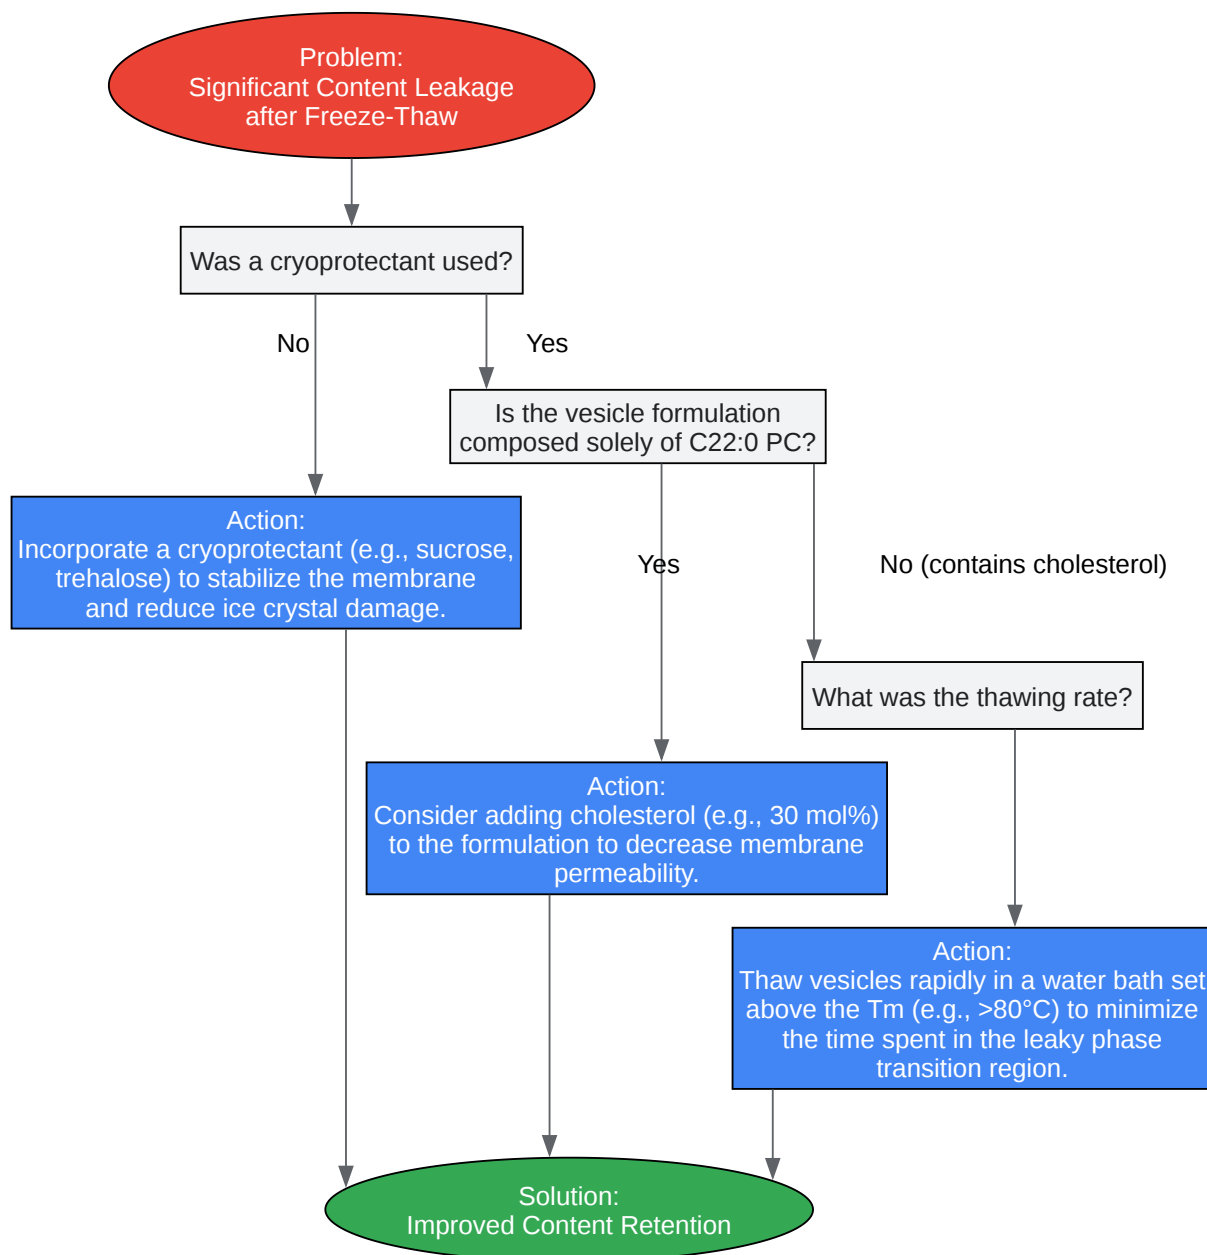 Problem:
Significant Content Leakage
after Freeze-Thaw
Was a cryoprotectant used?
No
Yes
Is the vesicle formulation
composed solely of C22:0 PC?
Action:
Incorporate a cryoprotectant (e.g., sucrose,
trehalose) to stabilize the membrane
and reduce ice crystal damage.
Yes
No (contains cholesterol)
What was the thawing rate?
Action:
Consider adding cholesterol (e.g., 30 mol%)
to the formulation to decrease membrane
permeability.
Action:
Thaw vesicles rapidly in a water bath set
above the Tm (e.g., >80°C) to minimize
the time spent in the leaky phase
transition region.
Solution:
Improved Content Retention